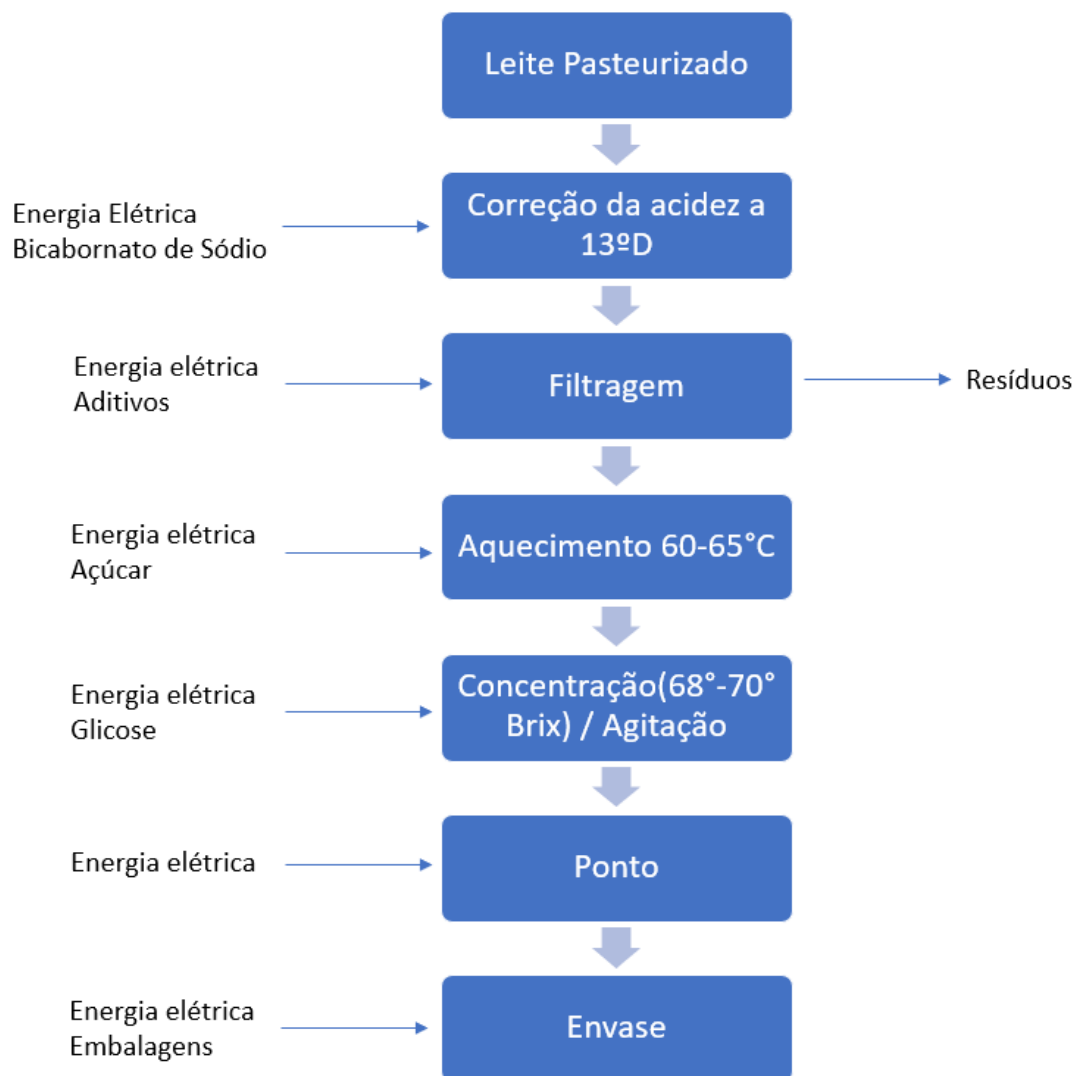 Leite Pasteurizado
Energia Elétrica
Bicabornato de Sódio
Correção da acidez a
13ºD
Energia elétrica
Aditivos
Filtragem
Resíduos
Energia elétrica
Açúcar
Aquecimento 60-65°C
Energia elétrica
Glicose
Concentração(68°-70°
Brix) / Agitação
Energia elétrica
Ponto
Energia elétrica
Embalagens
Envase